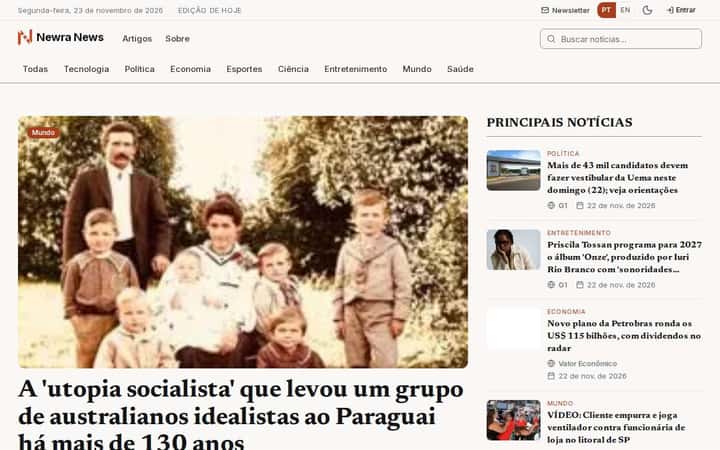 Segunda-feira, 23 de novembro de 2026 EDIÇÃO DE HOJE Newsletter PT EN Entrar
Newra News Artigos Sobre Buscar notícias...
Todas Tecnologia Política Economia Esportes Ciência Entretenimento Mundo Saúde
Mundo
A 'utopia socialista' que levou um grupo
de australianos idealistas ao Paraguai
há mais de 130 anos
PRINCIPAIS NOTÍCIAS
POLÍTICA
Mais de 43 mil candidatos devem
fazer vestibular da Uema neste
domingo (22); veja orientações
G1 22 de nov. de 2026
ENTRETENIMENTO
Priscila Tossan programa para 2027
o álbum 'Onze', produzido por Iuri
Rio Branco com 'sonoridades...
G1 22 de nov. de 2026
ECONOMIA
Novo plano da Petrobras ronda os
US$ 115 bilhões, com dividendos no
radar
Valor Econômico
22 de nov. de 2026
MUNDO
VÍDEO: Cliente empurra e joga
ventilador contra funcionária de
loja no litoral de SP